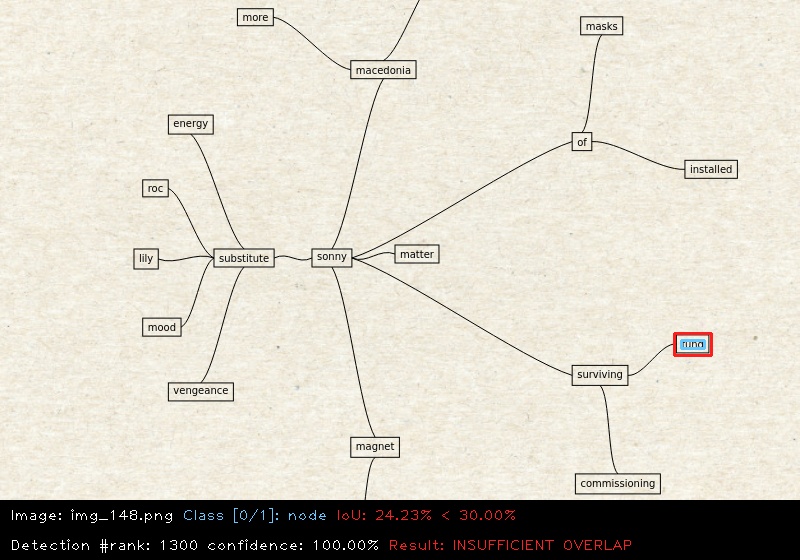 more
masks
macedonia
energy
of
installed
roc
substitute
sonny
matter
lily
mood
rung
surviving
vengeance
magnet
commissioning
Image: img_148.png Class [0/1]: node IoU: 24.23% < 30.00%
Detection #rank: 1300 confidence: 100.00% Result: INSUFFICIENT OVERLAP